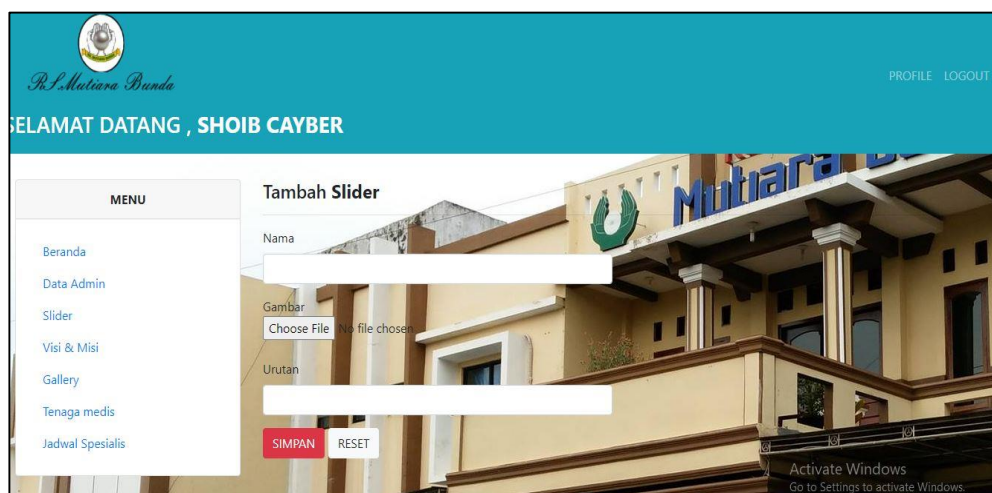 RS.Mutiara Bunda
PROFILE LOGOUT
SELAMAT DATANG , SHOIB CAYBER
MENU
Beranda
Data Admin
Slider
Visi & Misi
Gallery
Tenaga medis
Jadwal Spesialis
Tambah Slider
Nama
Gambar
Choose File No file chosen
Urutan
SIMPAN RESET
Mutiara
Activate Windows
Go to Settings to activate Windows.